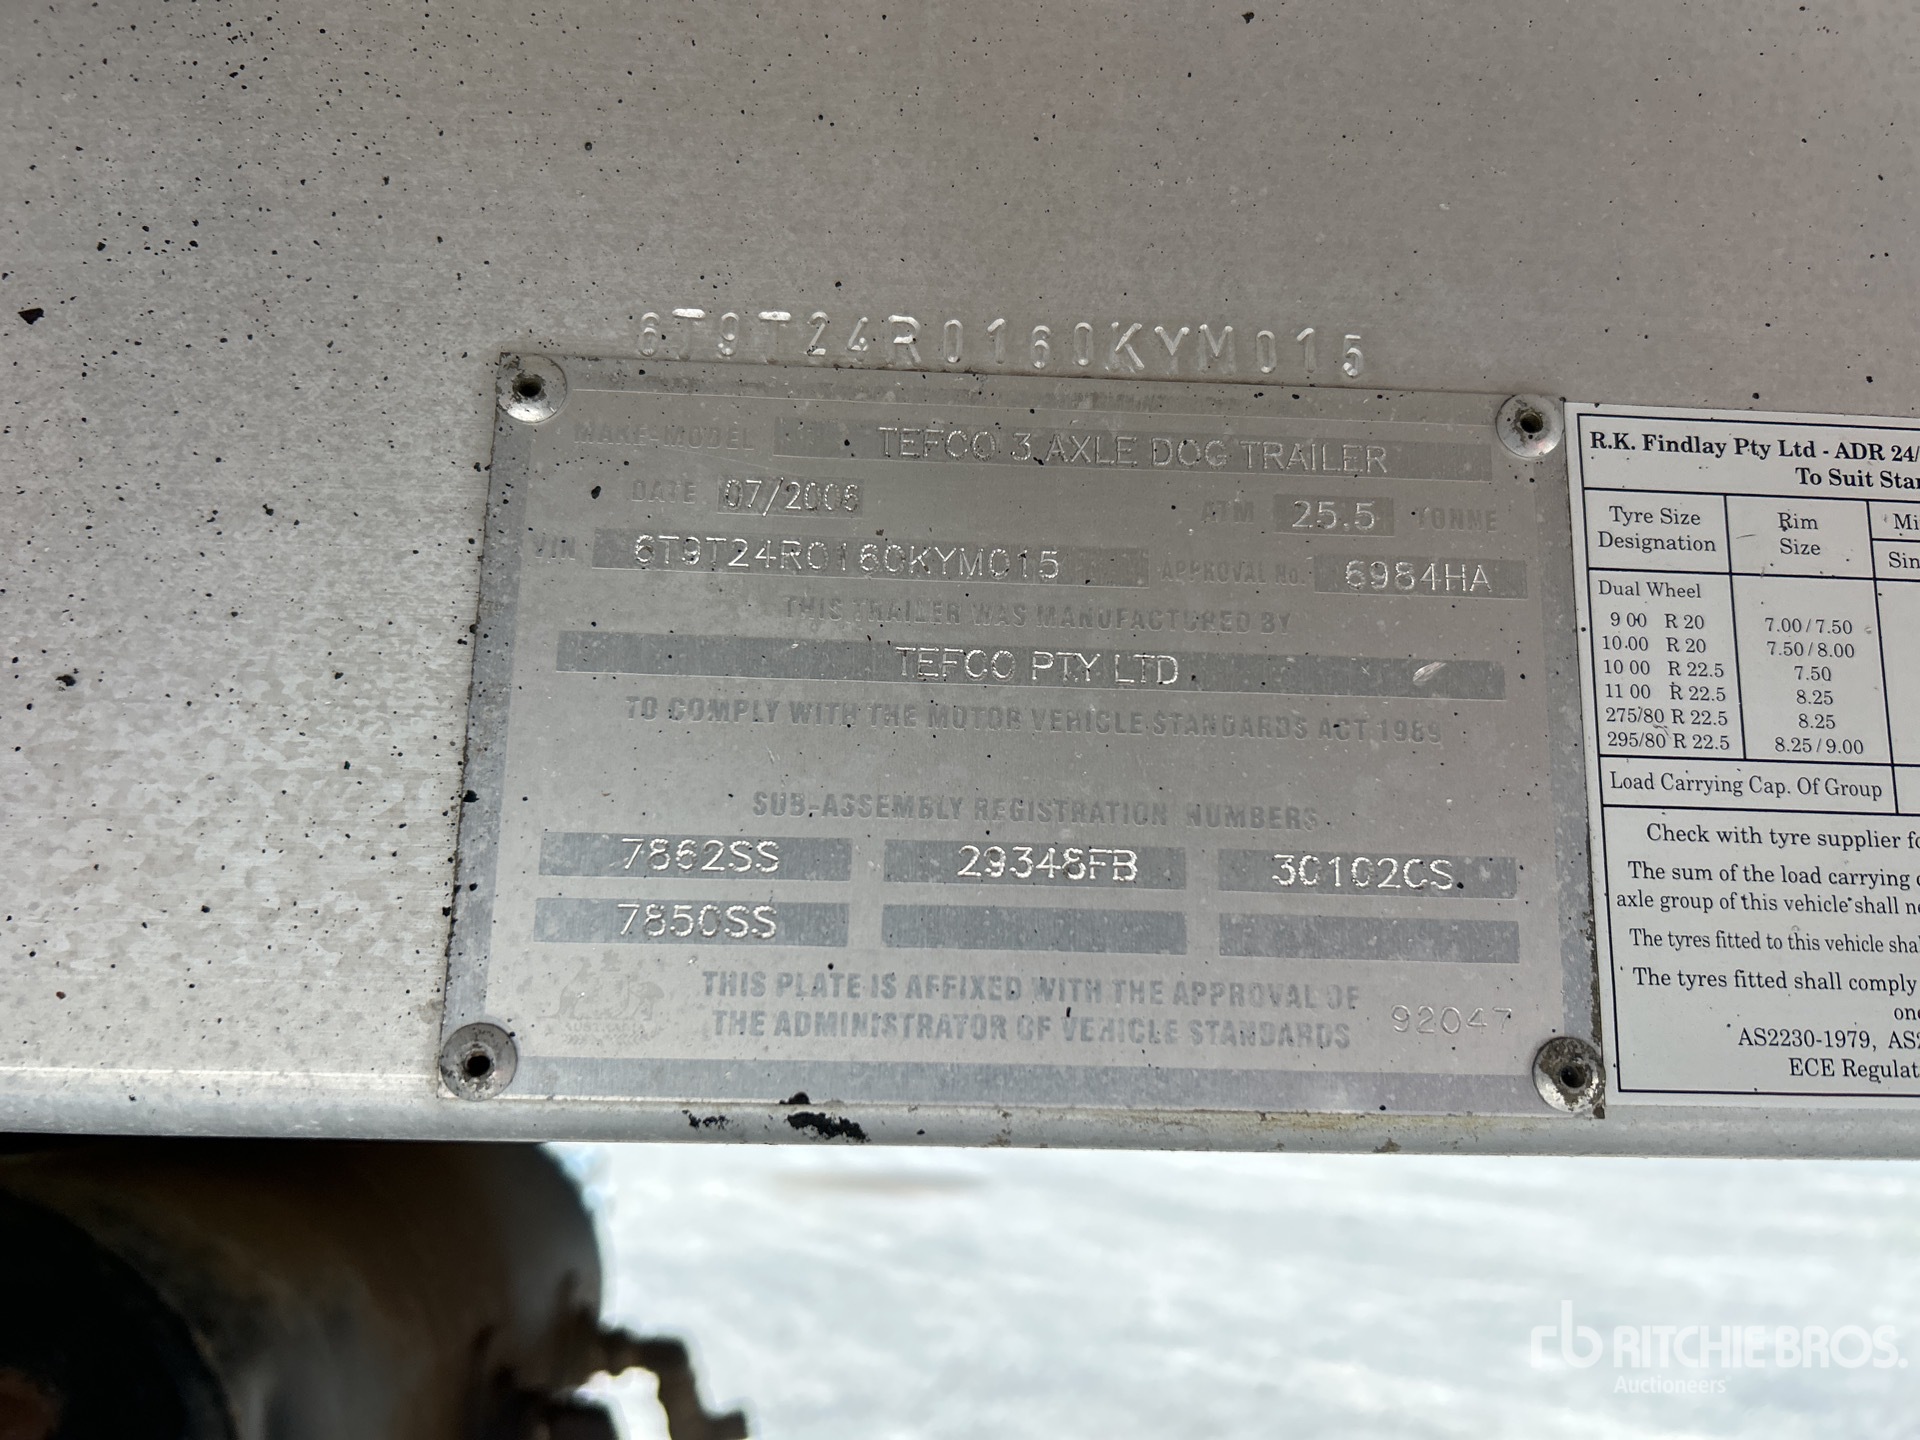 6T9T24R0160KYM015
MAKE-MODEL TEFCO 3 AXLE DOG TRAILER
DATE 07/2006 ATM 25.5 TONNE
VIN 6T9T24R0160KYM015 APPROVAL No. 6984HA
THIS TRAILER WAS MANUFACTURED BY
TEFCO PTY LTD
TO COMPLY WITH THE MOTOR VEHICLE STANDARDS ACT 1989
SUB-ASSEMBLY REGISTRATION NUMBERS
7862SS 29348FB 30102CS
7850SS
THIS PLATE IS AFFIXED WITH THE APPROVAL OF
THE ADMINISTRATOR OF VEHICLE STANDARDS 92047
R.K. Findlay Pty Ltd - ADR 24/
To Suit Star
Tyre Size Designation Rim Size Mi
Sin
Dual Wheel
9 00 R 20 7.00/7.50
10.00 R 20 7.50/8.00
10 00 R 22.5 7.50
11 00 R 22.5 8.25
275/80 R 22.5 8.25
295/80 R 22.5 8.25/9.00
Load Carrying Cap. Of Group
Check with tyre supplier fo
The sum of the load carrying c
axle group of this vehicle shall ne
The tyres fitted to this vehicle shal
The tyres fitted shall comply
one
AS2230-1979, AS2
ECE Regulat
rb RITCHIE BROS.
Auctioneers